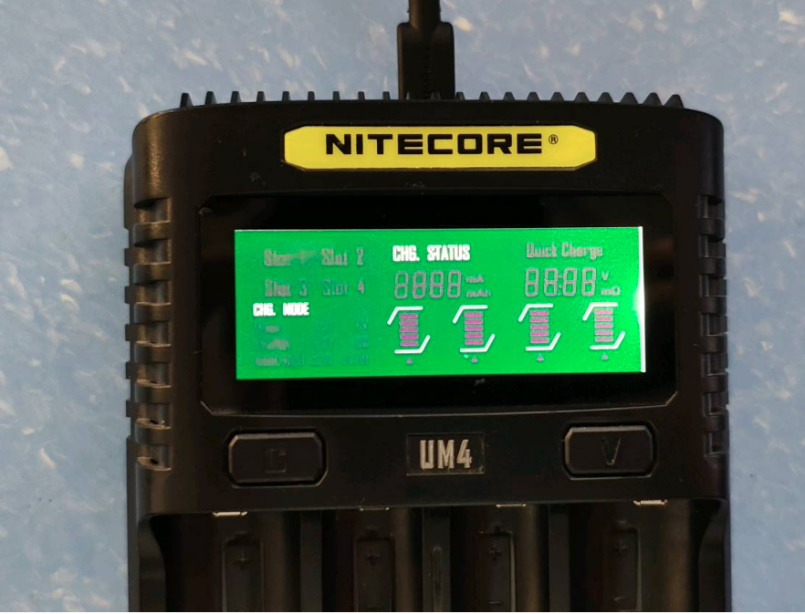 NITECORE®
Slot 2 CHG. STATUS Quick Charge
Slot 3 Slot 4 8888 mA mAh 88:88 V mΩ
CHG. MODE
UM4
C V